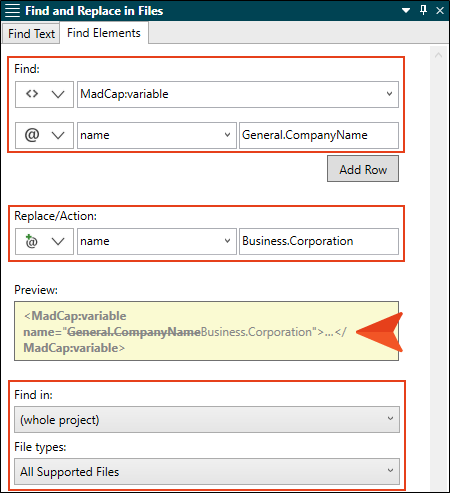 Find and Replace in Files
Find Text Find Elements
Find:
<> MadCap:variable
@ name General.CompanyName
Add Row
Replace/Action:
+@ name Business.Corporation
Preview:
<MadCap:variable
name="General.CompanyNameBusiness.Corporation">...</
MadCap:variable>
Find in:
(whole project)
File types:
All Supported Files